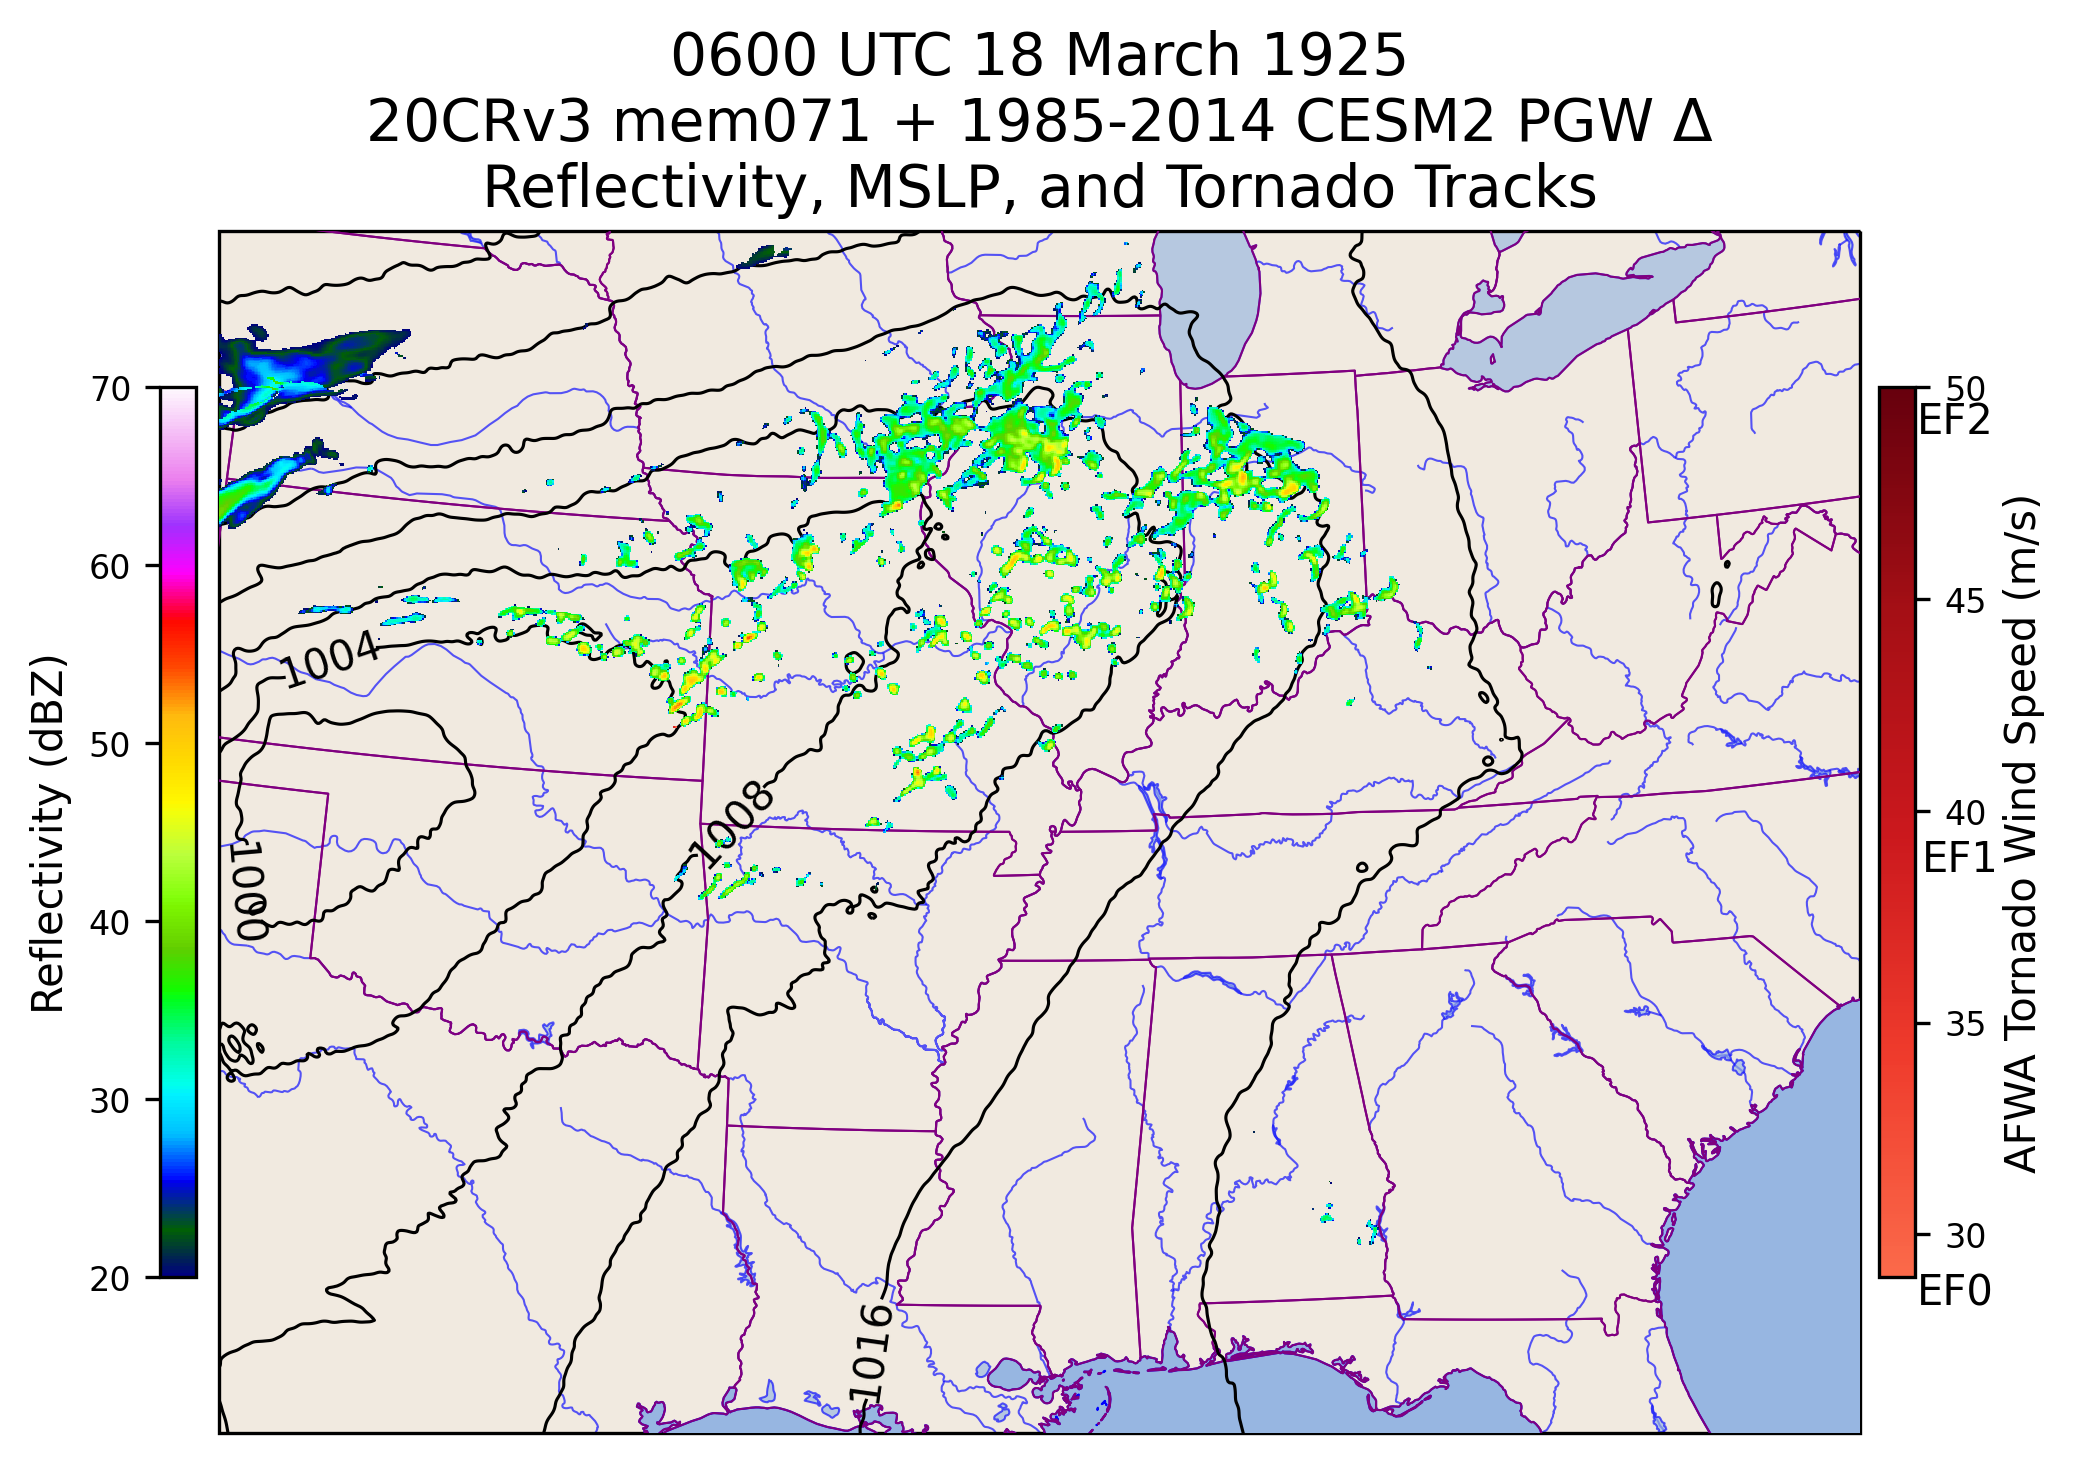 0600 UTC 18 March 1925
20CRv3 mem071 + 1985-2014 CESM2 PGW Δ
Reflectivity, MSLP, and Tornado Tracks
70
60
50
40
30
20
Reflectivity (dBZ)
1004
1008
1000
1016
50
EF2
45
40
EF1
35
30
EF0
AFWA Tornado Wind Speed (m/s)